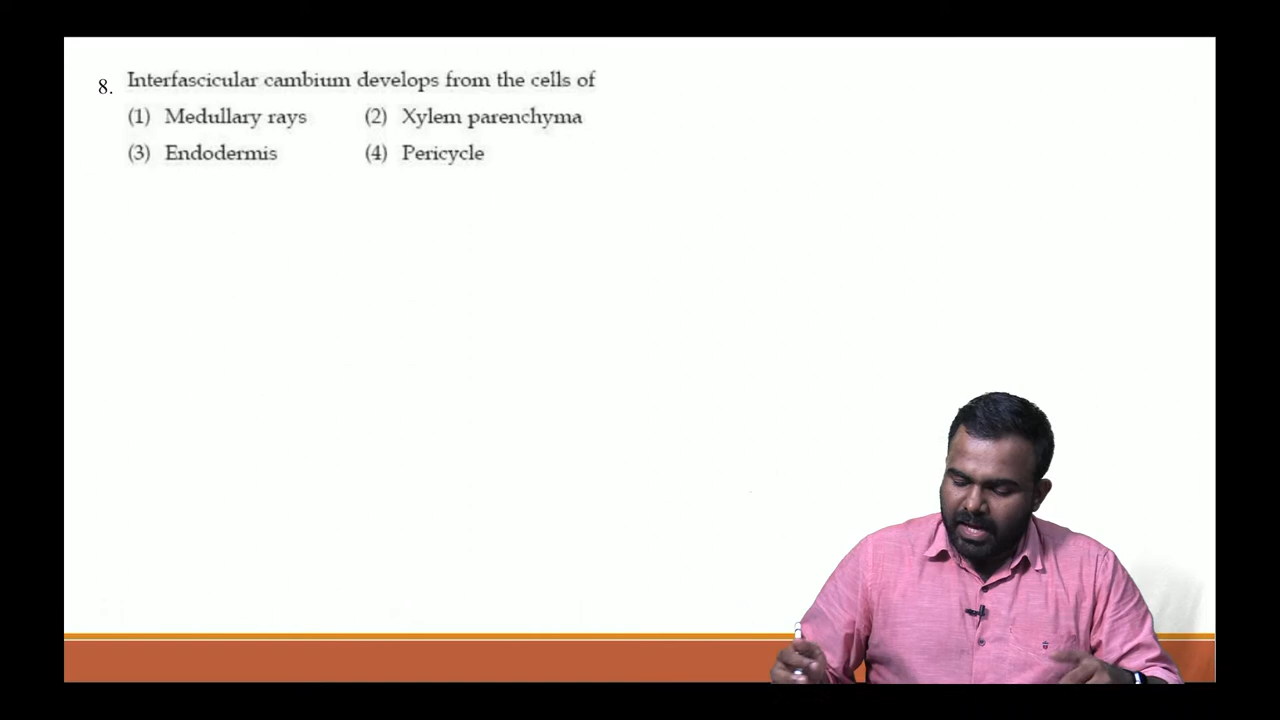 8. Interfascicular cambium develops from the cells of
(1) Medullary rays (2) Xylem parenchyma
(3) Endodermis (4) Pericycle